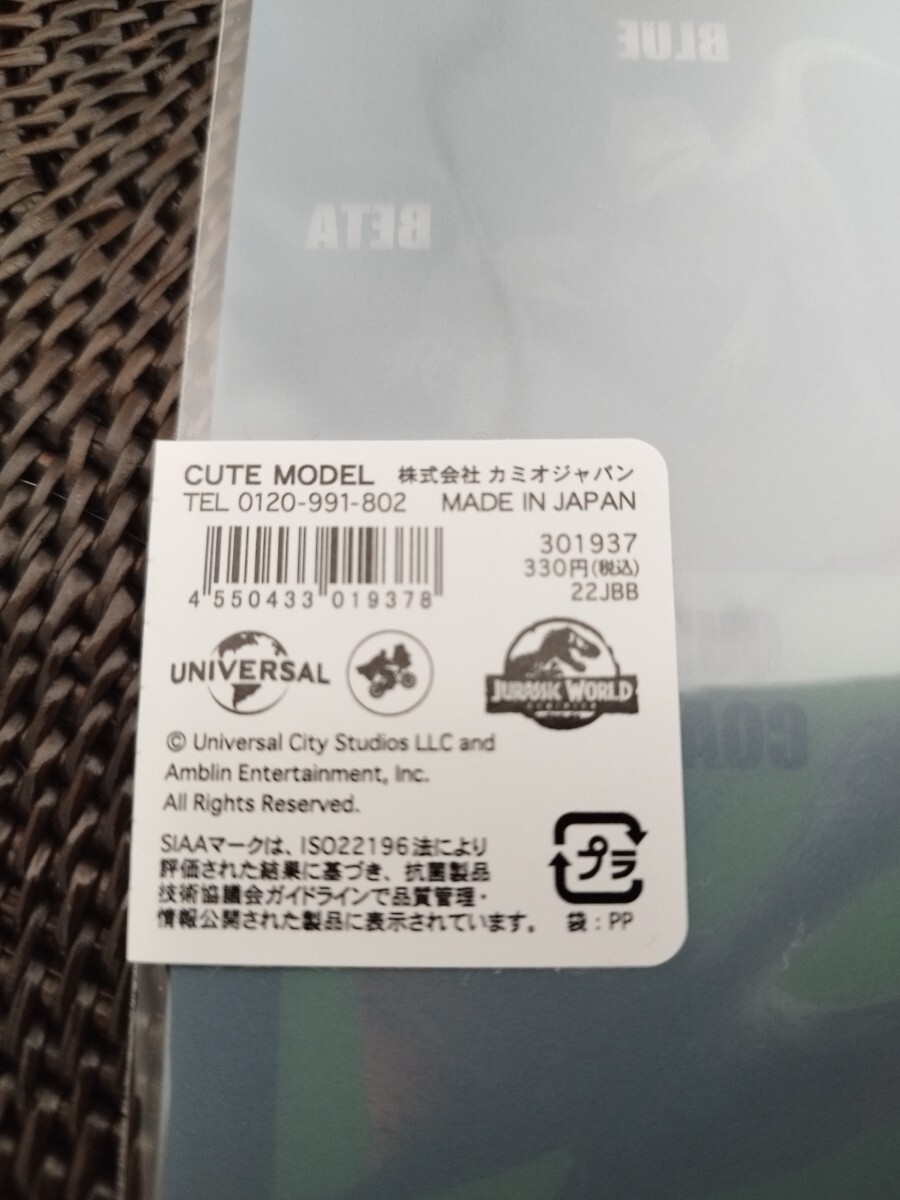 BLUE
BETA
CUTE MODEL 株式会社 カミオジャパン
TEL 0120-991-802 MADE IN JAPAN
301937
330円(税込)
22JBB
4 550433 019378
UNIVERSAL
JURASSIC WORLD
DOMINION
© Universal City Studios LLC and
Amblin Entertainment, Inc.
All Rights Reserved.
SIAAマークは、ISO22196法により
評価された結果に基づき、抗菌製品
技術協議会ガイドラインで品質管理・
情報公開された製品に表示されています。
プラ
袋：PP